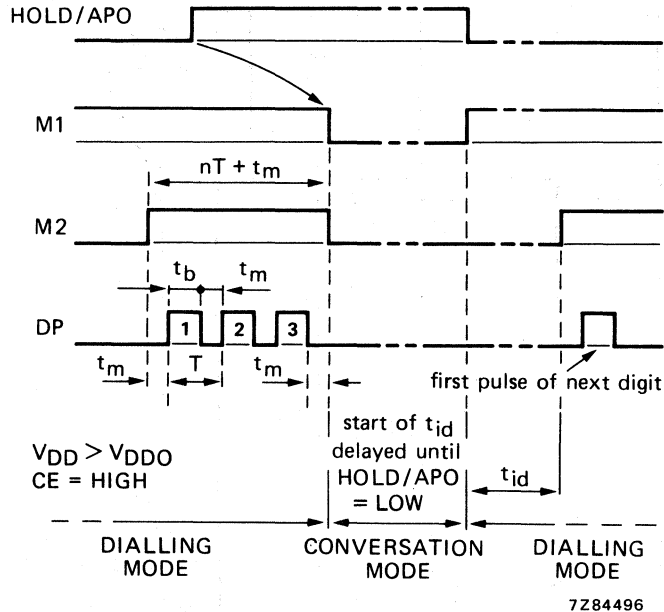 HOLD/APO
M1
nT + tm
M2
tb tm
DP
1 2 3
tm T tm
first pulse of next digit
start of tid
delayed until
HOLD/APO
= LOW
VDD > VDDO
CE = HIGH
tid
DIALLING
MODE
CONVERSATION
MODE
DIALLING
MODE
7Z84496